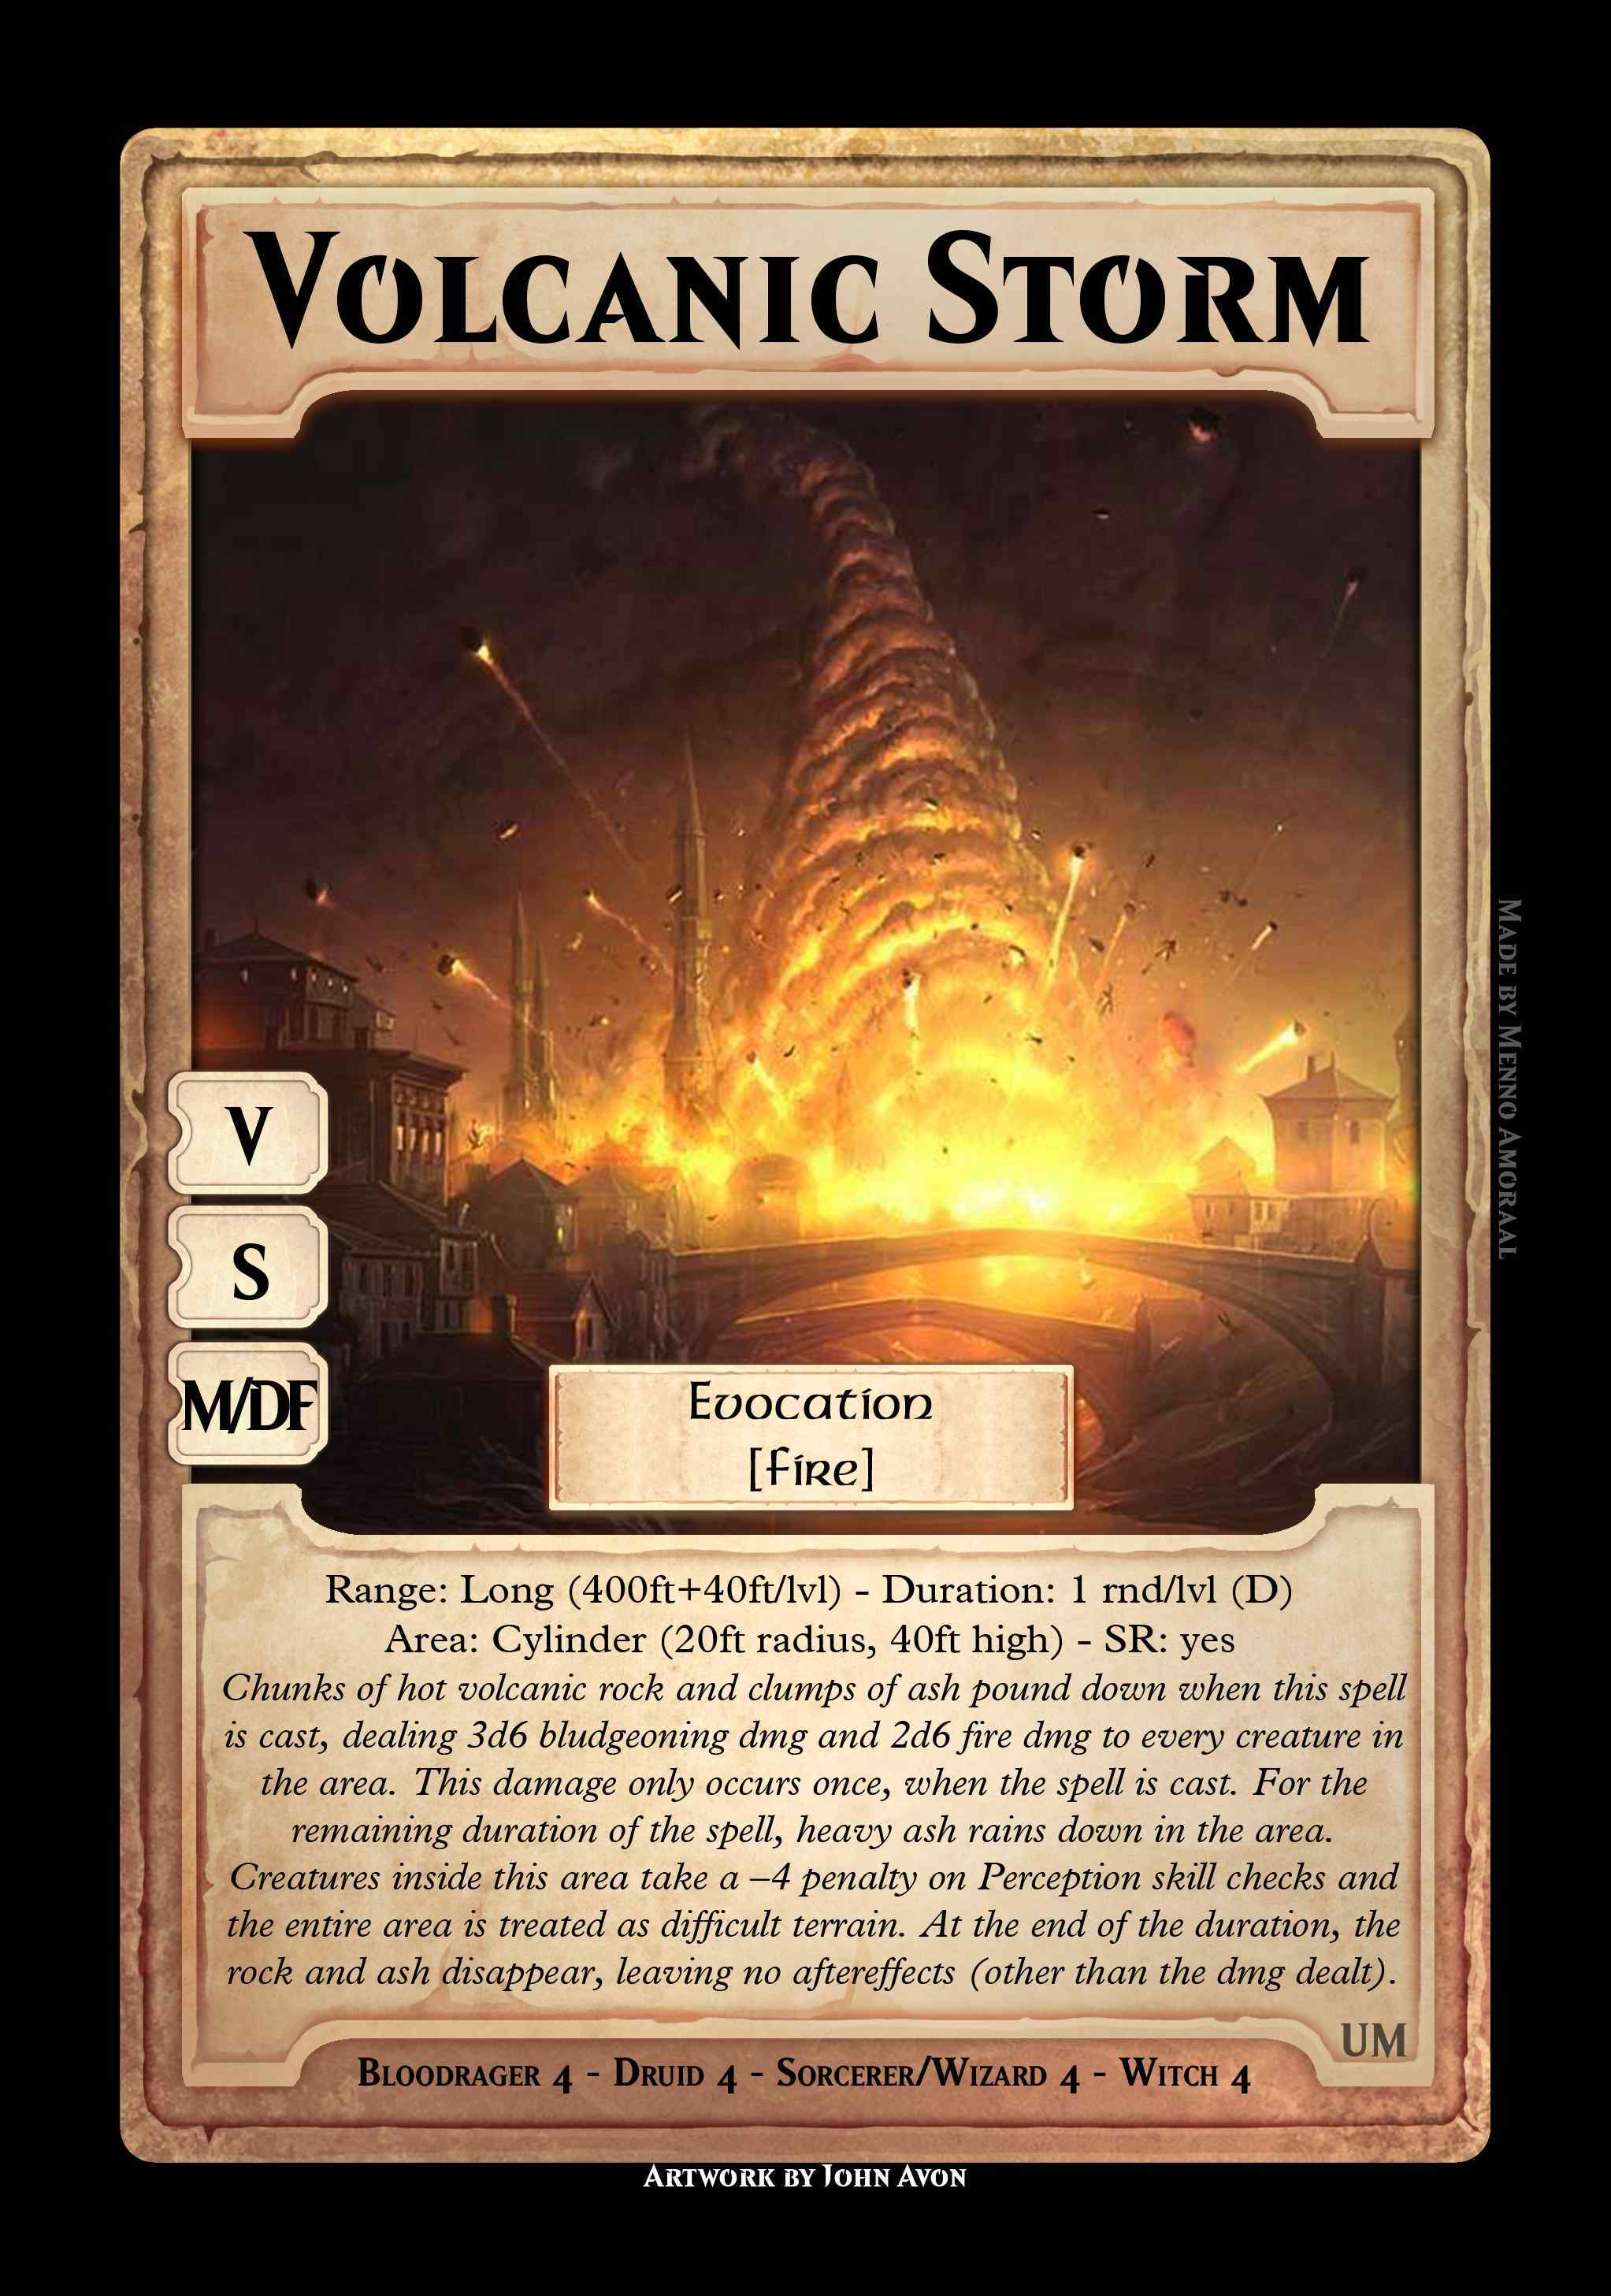 Volcanic Storm
V
S
M/DF
Evocation
[Fire]
Range: Long (400ft+40ft/lvl) - Duration: 1 rnd/lvl (D)
Area: Cylinder (20ft radius, 40ft high) - SR: yes
Chunks of hot volcanic rock and clumps of ash pound down when this spell
is cast, dealing 3d6 bludgeoning dmg and 2d6 fire dmg to every creature in
the area. This damage only occurs once, when the spell is cast. For the
remaining duration of the spell, heavy ash rains down in the area.
Creatures inside this area take a –4 penalty on Perception skill checks and
the entire area is treated as difficult terrain. At the end of the duration, the
rock and ash disappear, leaving no aftereffects (other than the dmg dealt).
UM
Bloodrager 4 - Druid 4 - Sorcerer/Wizard 4 - Witch 4
Artwork by John Avon
Made by Menno Amoraal